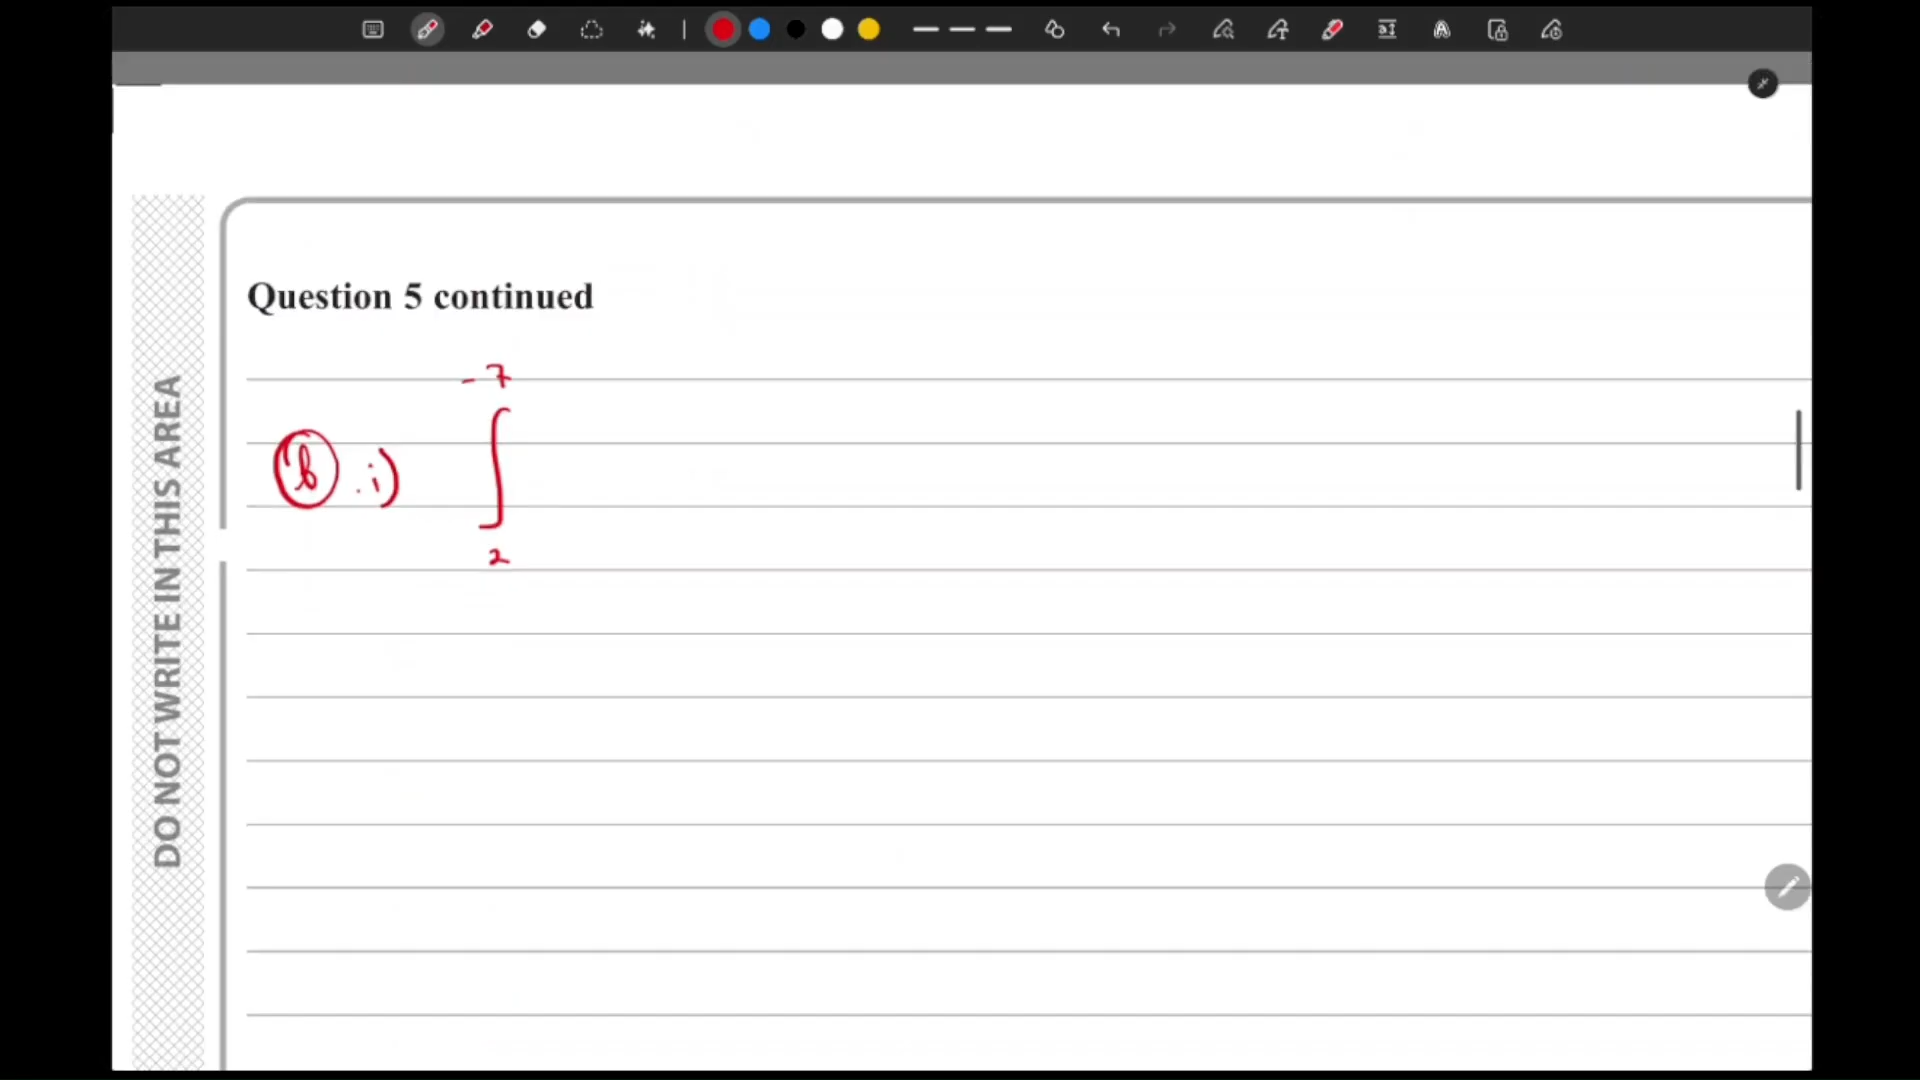 Question 5 continued
-7
b .i) ∫
2
DO NOT WRITE IN THIS AREA